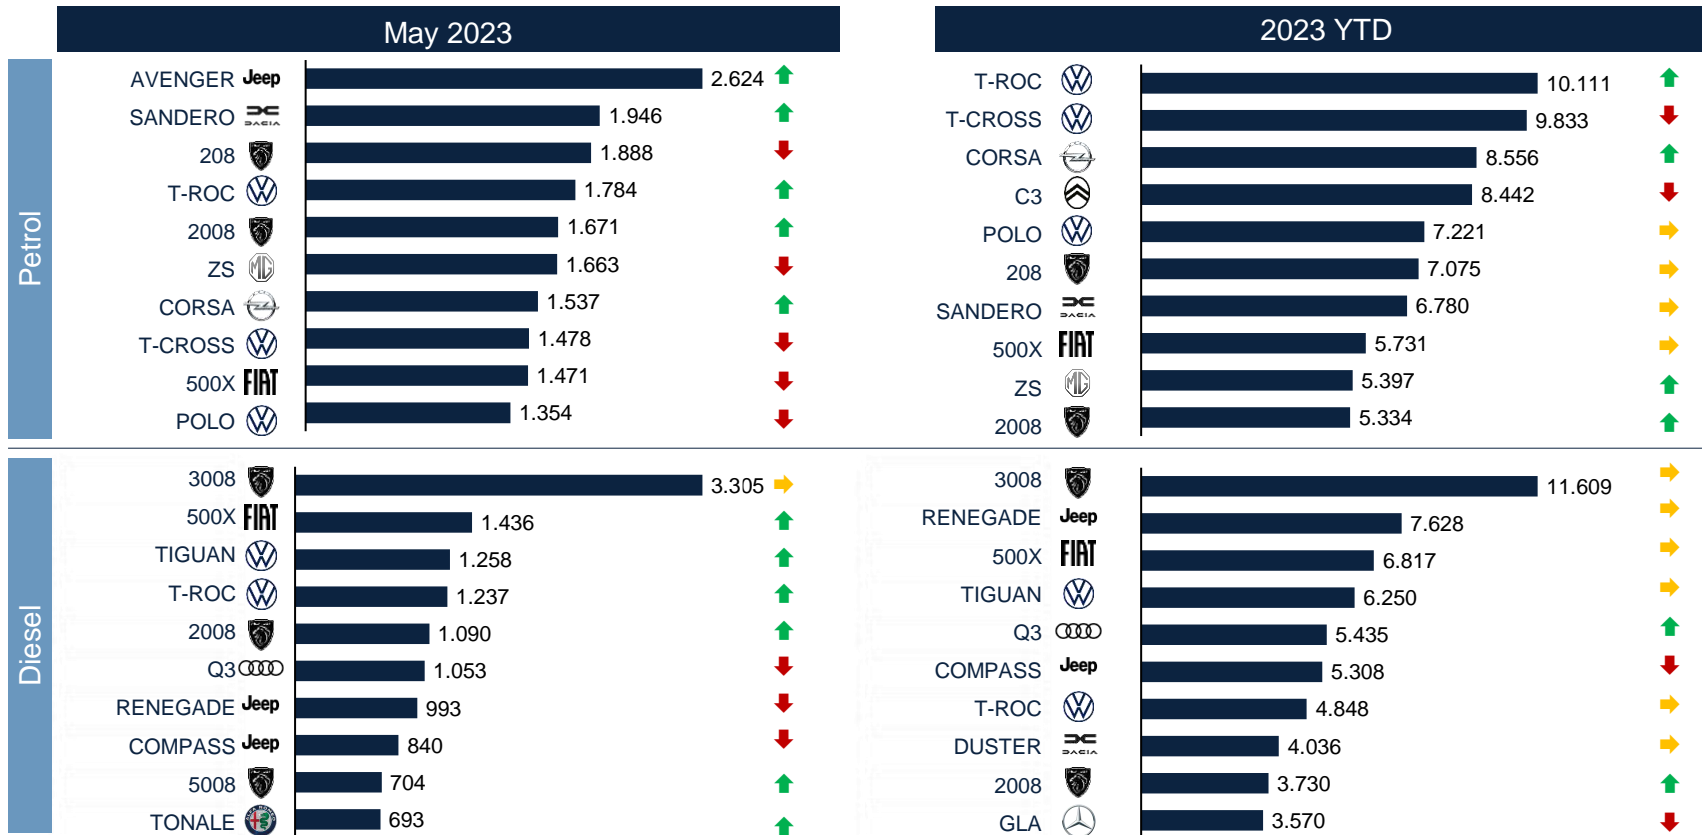 May 2023
2023 YTD
Petrol
AVENGER Jeep 2.624
SANDERO DACIA 1.946
208 1.888
T-ROC 1.784
2008 1.671
ZS MG 1.663
CORSA 1.537
T-CROSS 1.478
500X FIAT 1.471
POLO 1.354
T-ROC 10.111
T-CROSS 9.833
CORSA 8.556
C3 8.442
POLO 7.221
208 7.075
SANDERO DACIA 6.780
500X FIAT 5.731
ZS MG 5.397
2008 5.334
Diesel
3008 3.305
500X FIAT 1.436
TIGUAN 1.258
T-ROC 1.237
2008 1.090
Q3 1.053
RENEGADE Jeep 993
COMPASS Jeep 840
5008 704
TONALE 693
3008 11.609
RENEGADE Jeep 7.628
500X FIAT 6.817
TIGUAN 6.250
Q3 5.435
COMPASS Jeep 5.308
T-ROC 4.848
DUSTER DACIA 4.036
2008 3.730
GLA 3.570